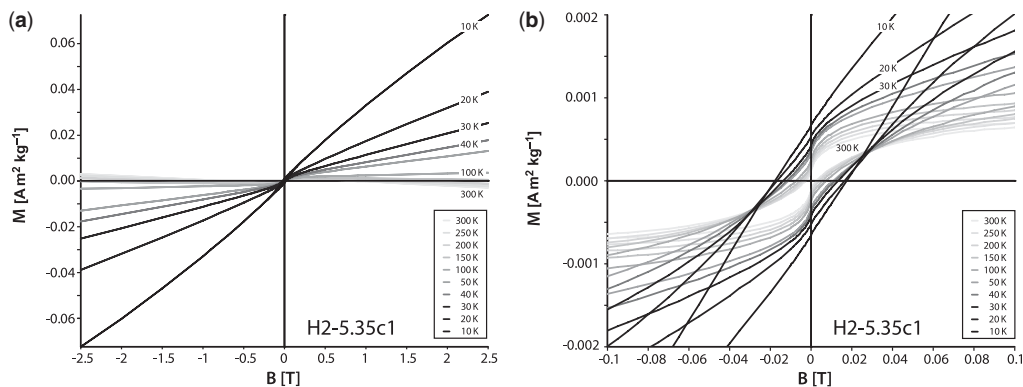 (a)
M [A m² kg⁻¹]
0.06
0.04
0.02
0.00
-0.02
-0.04
-0.06
10 K
20 K
30 K
40 K
100 K
300 K
300 K
250 K
200 K
150 K
100 K
50 K
40 K
30 K
20 K
10 K
H2-5.35c1
-2.5
-2
-1.5
-1
-0.5
0
0.5
1
1.5
2
2.5
B [T]
(b)
M [A m² kg⁻¹]
0.002
0.001
0.000
-0.001
-0.002
10 K
20 K
30 K
300 K
300 K
250 K
200 K
150 K
100 K
50 K
40 K
30 K
20 K
10 K
H2-5.35c1
-0.1
-0.08
-0.06
-0.04
-0.02
0
0.02
0.04
0.06
0.08
0.1
B [T]